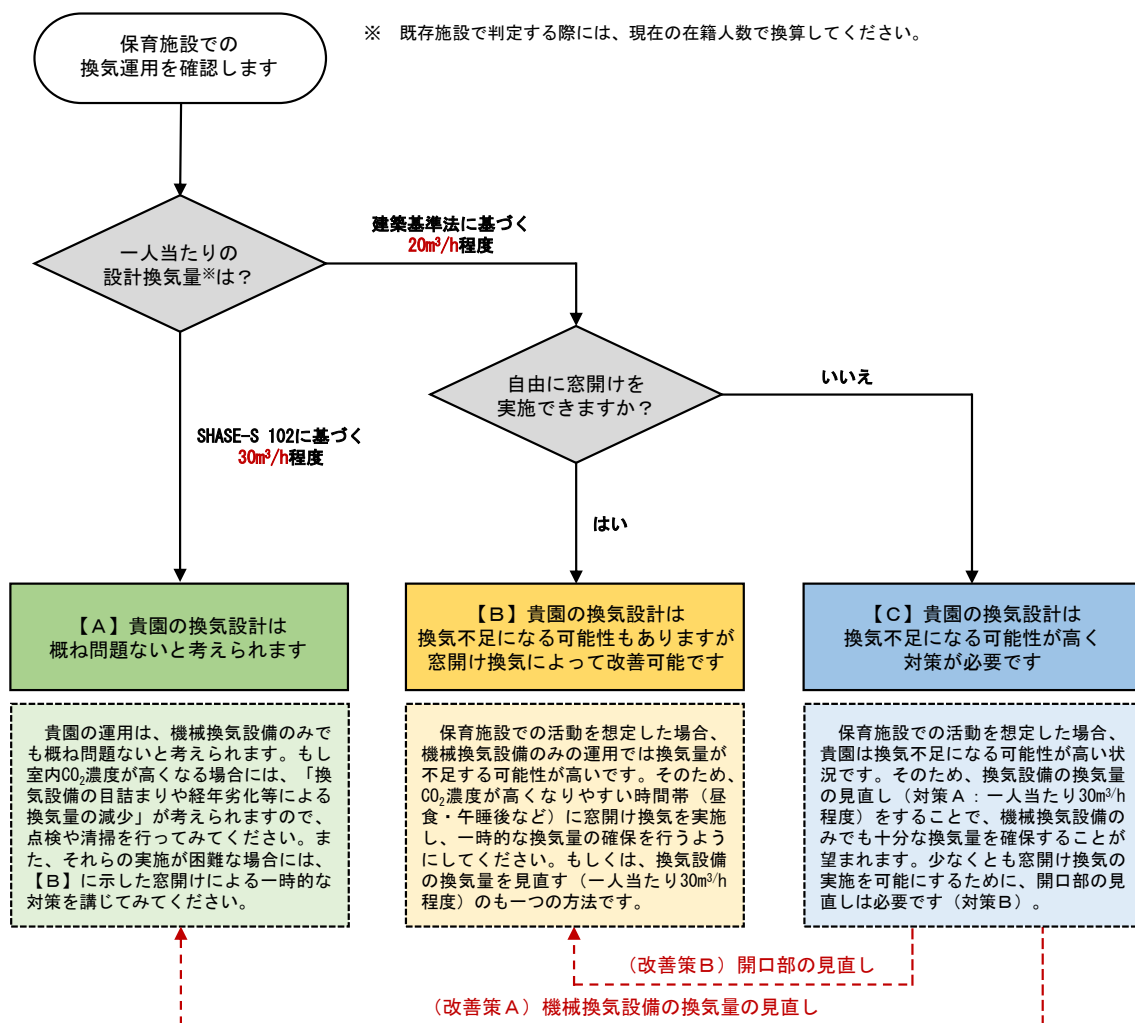 保育施設での
換気運用を確認します
※　既存施設で判定する際には、現在の在籍人数で換算してください。
一人当たりの
設計換気量※は？
建築基準法に基づく
20m³/h程度
自由に窓開けを
実施できますか？
いいえ
SHASE-S 102に基づく
30m³/h程度
はい
【Ａ】貴園の換気設計は
概ね問題ないと考えられます
【Ｂ】貴園の換気設計は
換気不足になる可能性もありますが
窓開け換気によって改善可能です
【Ｃ】貴園の換気設計は
換気不足になる可能性が高く
対策が必要です
貴園の運用は、機械換気設備のみで
も概ね問題ないと考えられます。もし
室内CO₂濃度が高くなる場合には、「換
気設備の目詰まりや経年劣化等による
換気量の減少」が考えられますので、
点検や清掃を行ってみてください。ま
た、それらの実施が困難な場合には、
【Ｂ】に示した窓開けによる一時的な
対策を講じてみてください。
保育施設での活動を想定した場合、
機械換気設備のみの運用では換気量が
不足する可能性が高いです。そのため、
CO₂濃度が高くなりやすい時間帯（昼
食・午睡後など）に窓開け換気を実施
し、一時的な換気量の確保を行うよう
にしてください。もしくは、換気設備
の換気量を見直す（一人当たり30m³/h
程度）のも一つの方法です。
保育施設での活動を想定した場合、
貴園は換気不足になる可能性が高い状
況です。そのため、換気設備の換気量
の見直し（対策Ａ：一人当たり30m³/h
程度）をすることで、機械換気設備の
みでも十分な換気量を確保することが
望まれます。少なくとも窓開け換気の
実施を可能にするために、開口部の見
直しは必要です（対策Ｂ）。
（改善策Ｂ）開口部の見直し
（改善策Ａ）機械換気設備の換気量の見直し